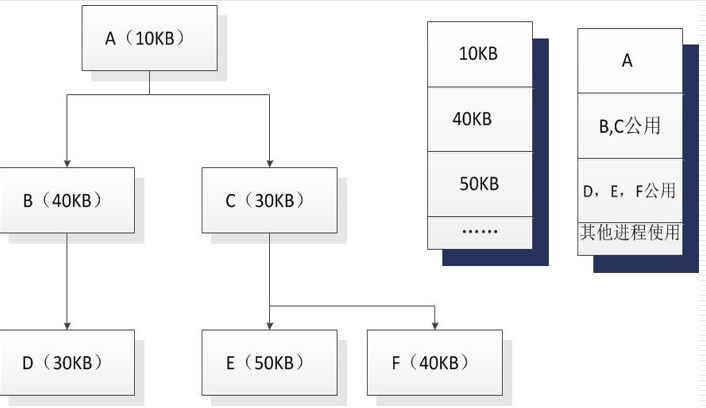 A（10KB）
B（40KB）
C（30KB）
D（30KB）
E（50KB）
F（40KB）
10KB
40KB
50KB
……
A
B,C公用
D，E，F公用
其他进程使用